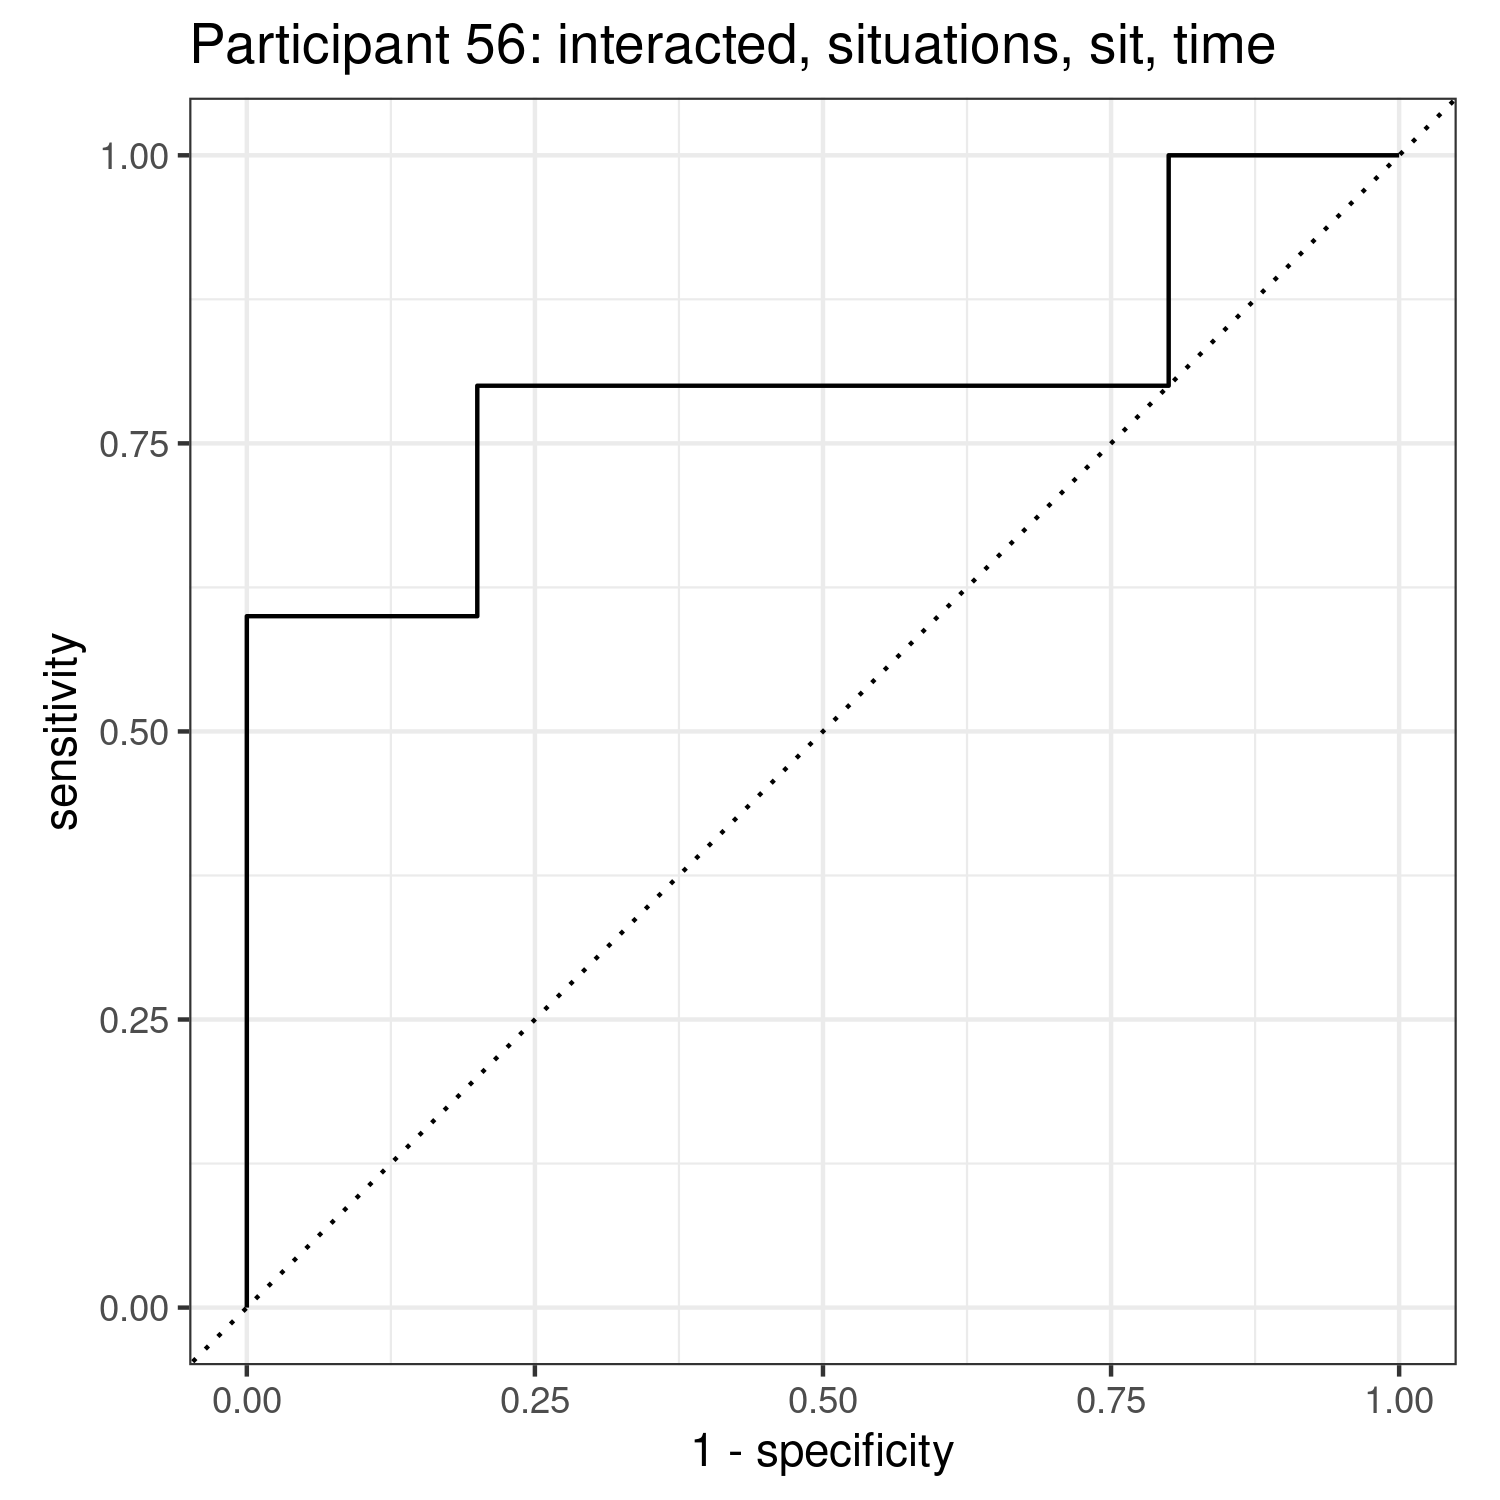 Participant 56: interacted, situations, sit, time
1.00
0.75
0.50
0.25
0.00
sensitivity
0.00 0.25 0.50 0.75 1.00
1 - specificity